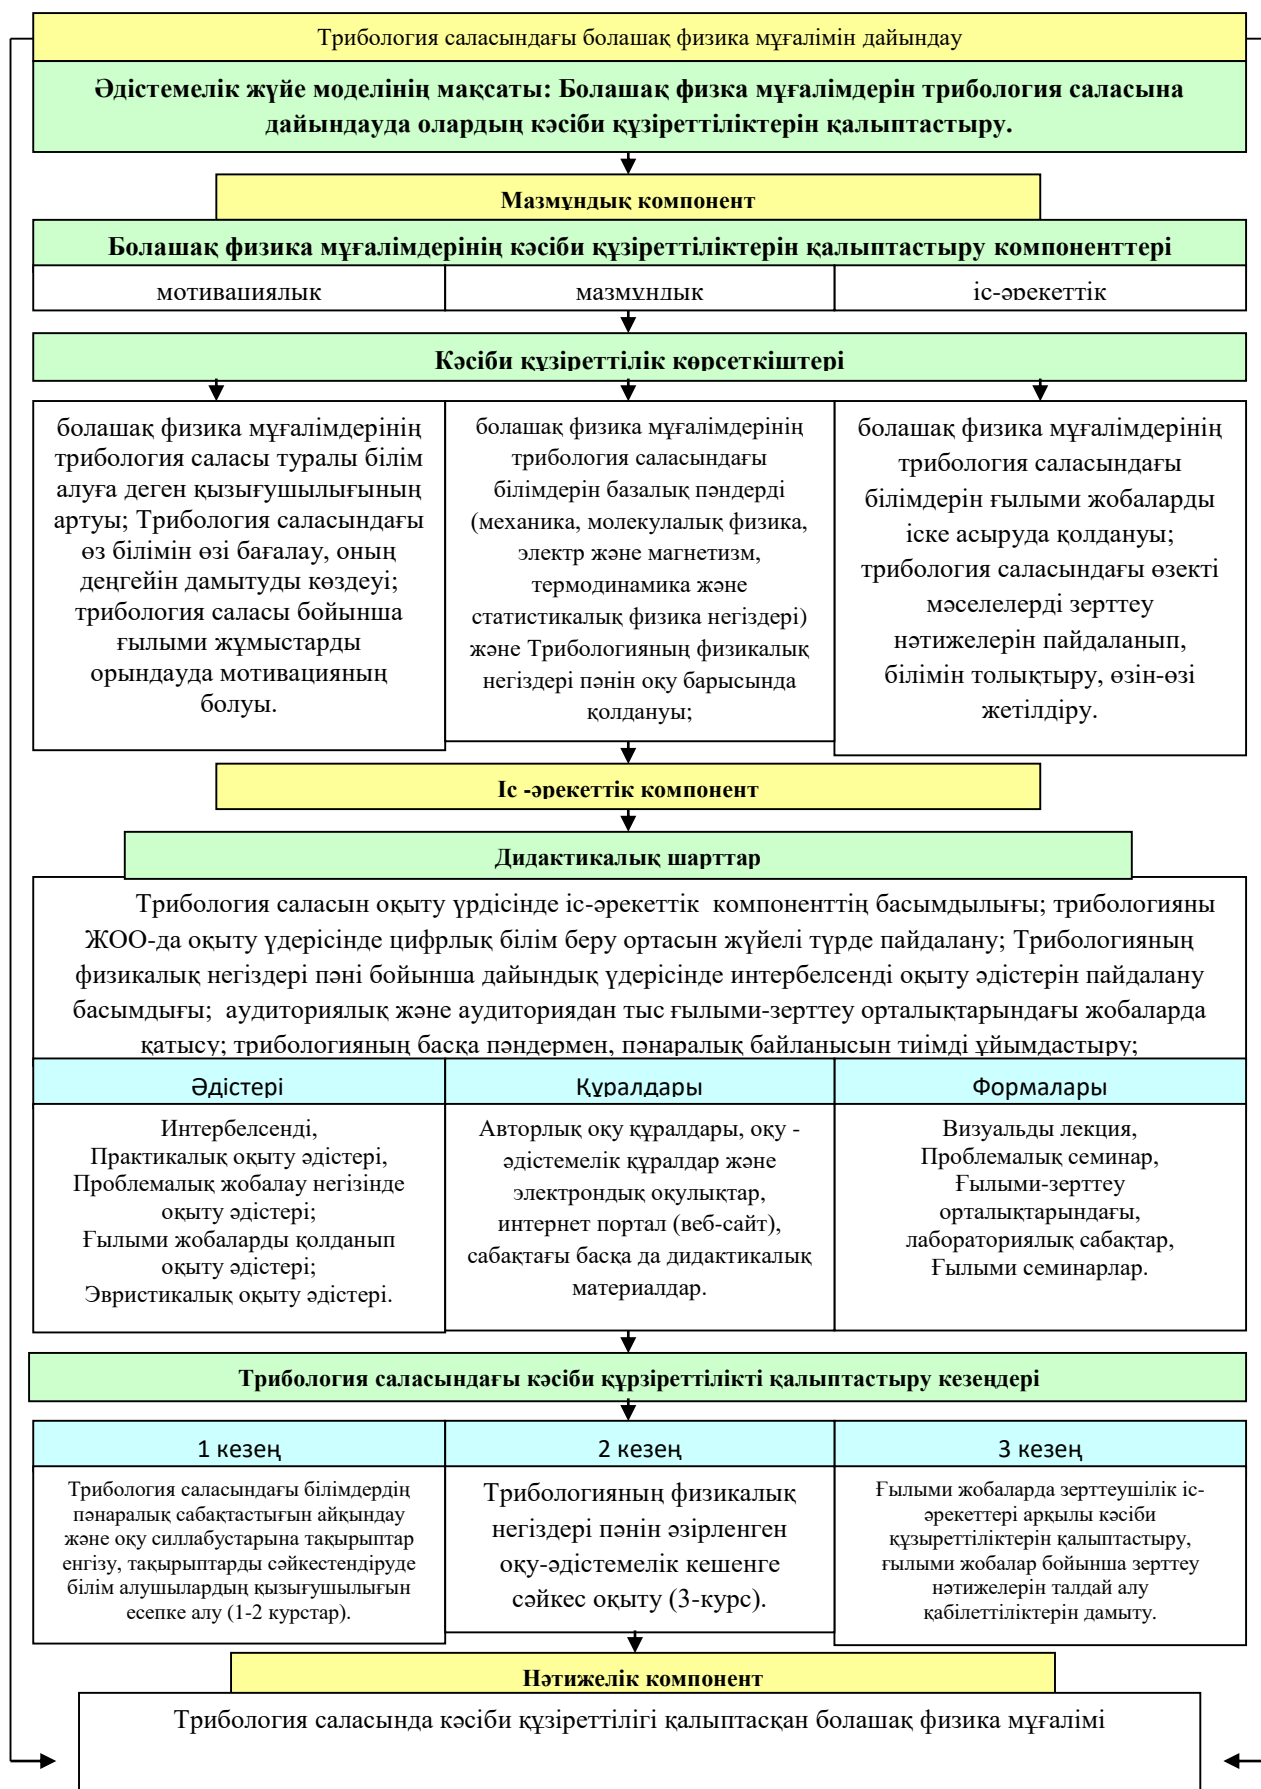 Трибология саласындағы болашақ физика мұғалімін дайындау
Әдістемелік жүйе моделінің мақсаты: Болашақ физка мұғалімдерін трибология саласына
дайындауда олардың кәсіби құзіреттіліктерін қалыптастыру.
Мазмұндық компонент
Болашақ физика мұғалімдерінің кәсіби құзіреттіліктерін қалыптастыру компоненттері
мотивациялық
мазмұндық
іс-әрекеттік
Кәсіби құзіреттілік көрсеткіштері
болашақ физика мұғалімдерінің
трибология саласы туралы білім
алуға деген қызығушылығының
артуы; Трибология саласындағы
өз білімін өзі бағалау, оның
деңгейін дамытуды көздеуі;
трибология саласы бойынша
ғылыми жұмыстарды
орындауда мотивацияның
болуы.
болашақ физика мұғалімдерінің
трибология саласындағы
білімдерін базалық пәндерді
(механика, молекулалық физика,
электр және магнетизм,
термодинамика және
статистикалық физика негіздері)
және Трибологияның физикалық
негіздері пәнін оқу барысында
қолдануы;
болашақ физика мұғалімдерінің
трибология саласындағы
білімдерін ғылыми жобаларды
іске асыруда қолдануы;
трибология саласындағы өзекті
мәселелерді зерттеу
нәтижелерін пайдаланып,
білімін толықтыру, өзін-өзі
жетілдіру.
Іс -әрекеттік компонент
Дидактикалық шарттар
Трибология саласын оқыту үрдісінде іс-әрекеттік компоненттің басымдылығы; трибологияны
ЖОО-да оқыту үдерісінде цифрлық білім беру ортасын жүйелі түрде пайдалану; Трибологияның
физикалық негіздері пәні бойынша дайындық үдерісінде интербелсенді оқыту әдістерін пайдалану
басымдығы; аудиториялық және аудиториядан тыс ғылыми-зерттеу орталықтарындағы жобаларда
қатысу; трибологияның басқа пәндермен, пәнаралық байланысын тиімді ұйымдастыру;
Әдістері
Құралдары
Формалары
Интербелсенді,
Практикалық оқыту әдістері,
Проблемалық жобалау негізінде
оқыту әдістері;
Ғылыми жобаларды қолданып
оқыту әдістері;
Эвристикалық оқыту әдістері.
Авторлық оқу құралдары, оқу -
әдістемелік құралдар және
электрондық оқулықтар,
интернет портал (веб-сайт),
сабақтағы басқа да дидактикалық
материалдар.
Визуальды лекция,
Проблемалық семинар,
Ғылыми-зерттеу
орталықтарындағы,
лабораториялық сабақтар,
Ғылыми семинарлар.
Трибология саласындағы кәсіби құрзіреттілікті қалыптастыру кезеңдері
1 кезең
2 кезең
3 кезең
Трибология саласындағы білімдердің
пәнаралық сабақтастығын айқындау
және оқу силлабустарына тақырыптар
енгізу, тақырыптарды сәйкестендіруде
білім алушылардың қызығушылығын
есепке алу (1-2 курстар).
Трибологияның физикалық
негіздері пәнін әзірленген
оқу-әдістемелік кешенге
сәйкес оқыту (3-курс).
Ғылыми жобаларда зерттеушілік іс-
әрекеттері арқылы кәсіби
құзыреттіліктерін қалыптастыру,
ғылыми жобалар бойынша зерттеу
нәтижелерін талдай алу
қабілеттіліктерін дамыту.
Нәтижелік компонент
Трибология саласында кәсіби құзіреттілігі қалыптасқан болашақ физика мұғалімі